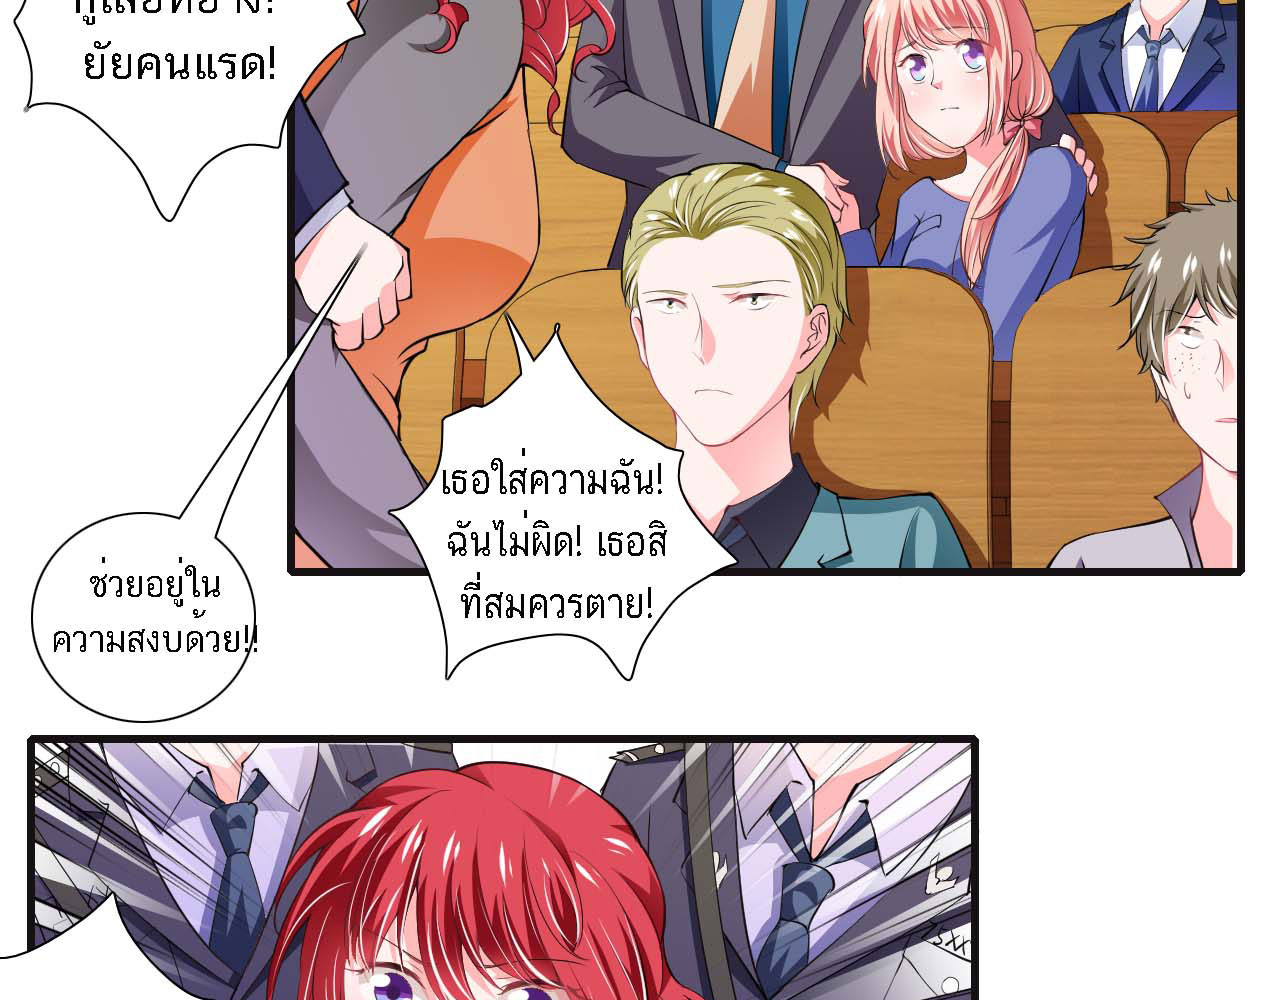 ยัยคนแรด!
เธอใส่ความฉัน!
ฉันไม่ผิด! เธอสิ
ที่สมควรตาย!
ช่วยอยู่ใน
ความสงบด้วย!!